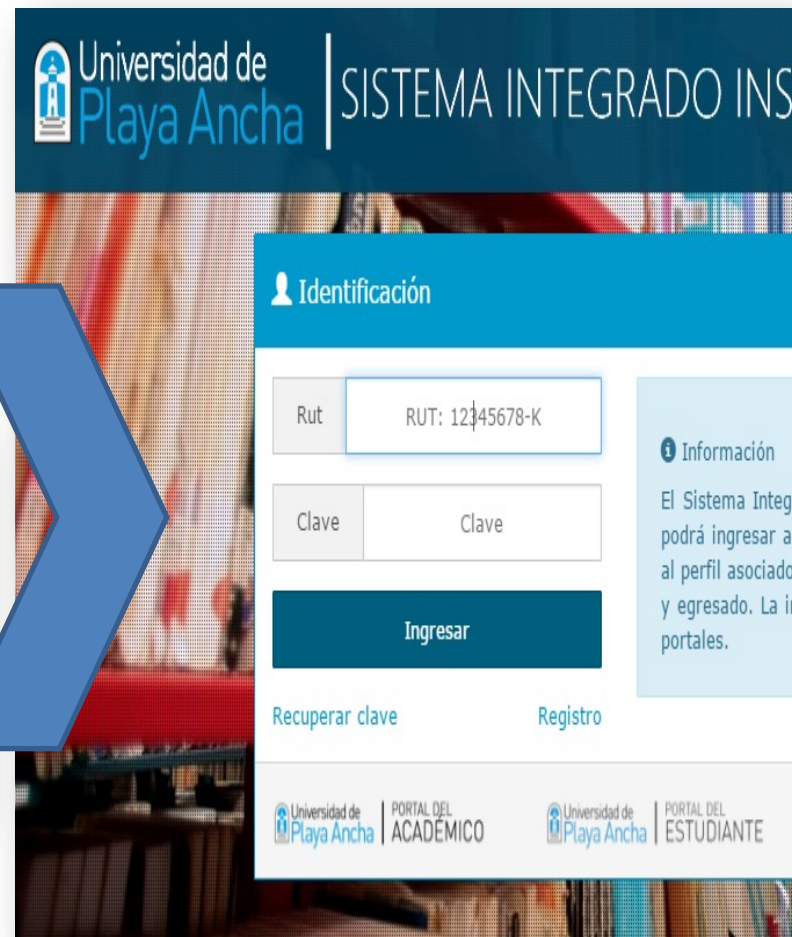 Universidad de
Playa Ancha
SISTEMA INTEGRADO INS
Identificación
Rut
RUT: 12345678-K
Clave
Clave
Ingresar
Recuperar clave
Registro
Información
El Sistema Integ
podrá ingresar a
al perfil asociado
y egresado. La i
portales.
Universidad de
Playa Ancha
PORTAL DEL
ACADÉMICO
Universidad de
Playa Ancha
PORTAL DEL
ESTUDIANTE